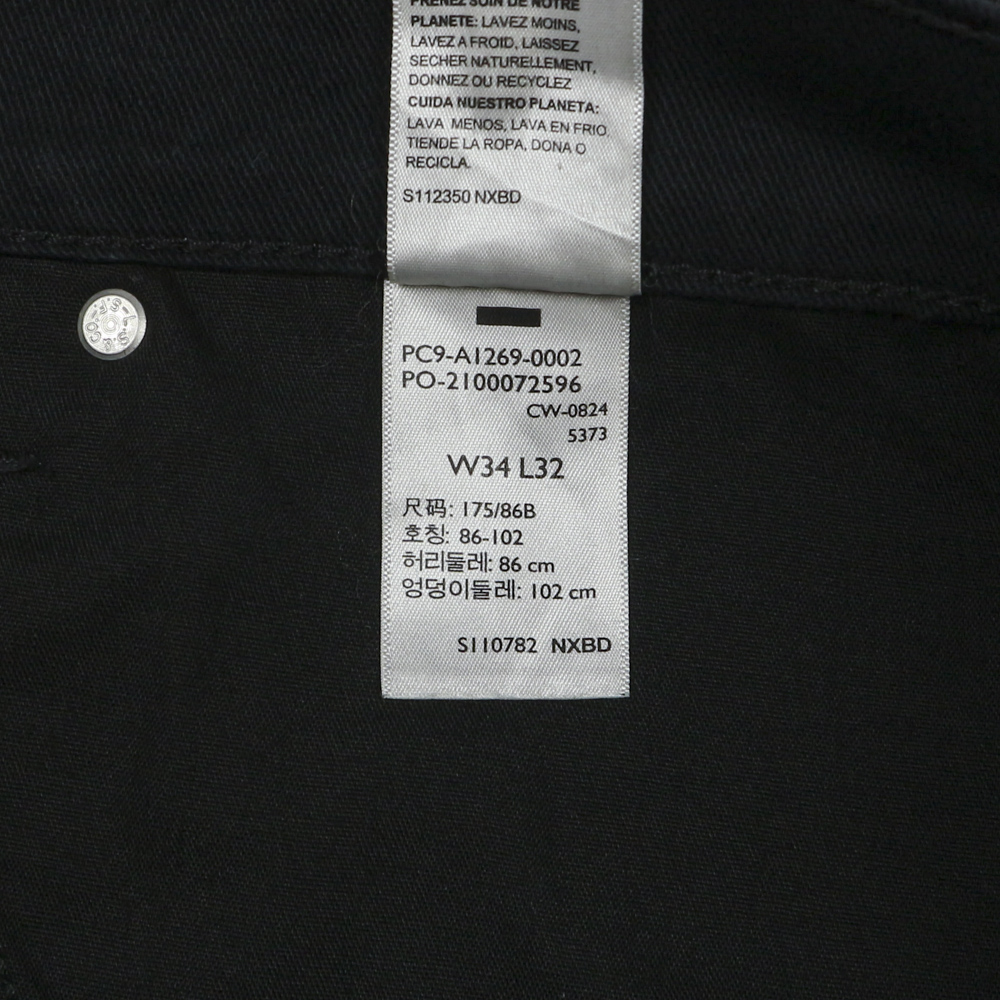 PRENEZ SOIN DE NOTRE
PLANETE: LAVEZ MOINS,
LAVEZ A FROID, LAISSEZ
SECHER NATURELLEMENT,
DONNEZ OU RECYCLEZ
CUIDA NUESTRO PLANETA:
LAVA MENOS, LAVA EN FRIO,
TIENDE LA ROPA, DONA O
RECICLA.
S112350 NXBD
PC9-A1269-0002
PO-2100072596
CW-0824
5373
W34 L32
尺码: 175/86B
호칭: 86-102
허리둘레: 86 cm
엉덩이둘레: 102 cm
S110782 NXBD